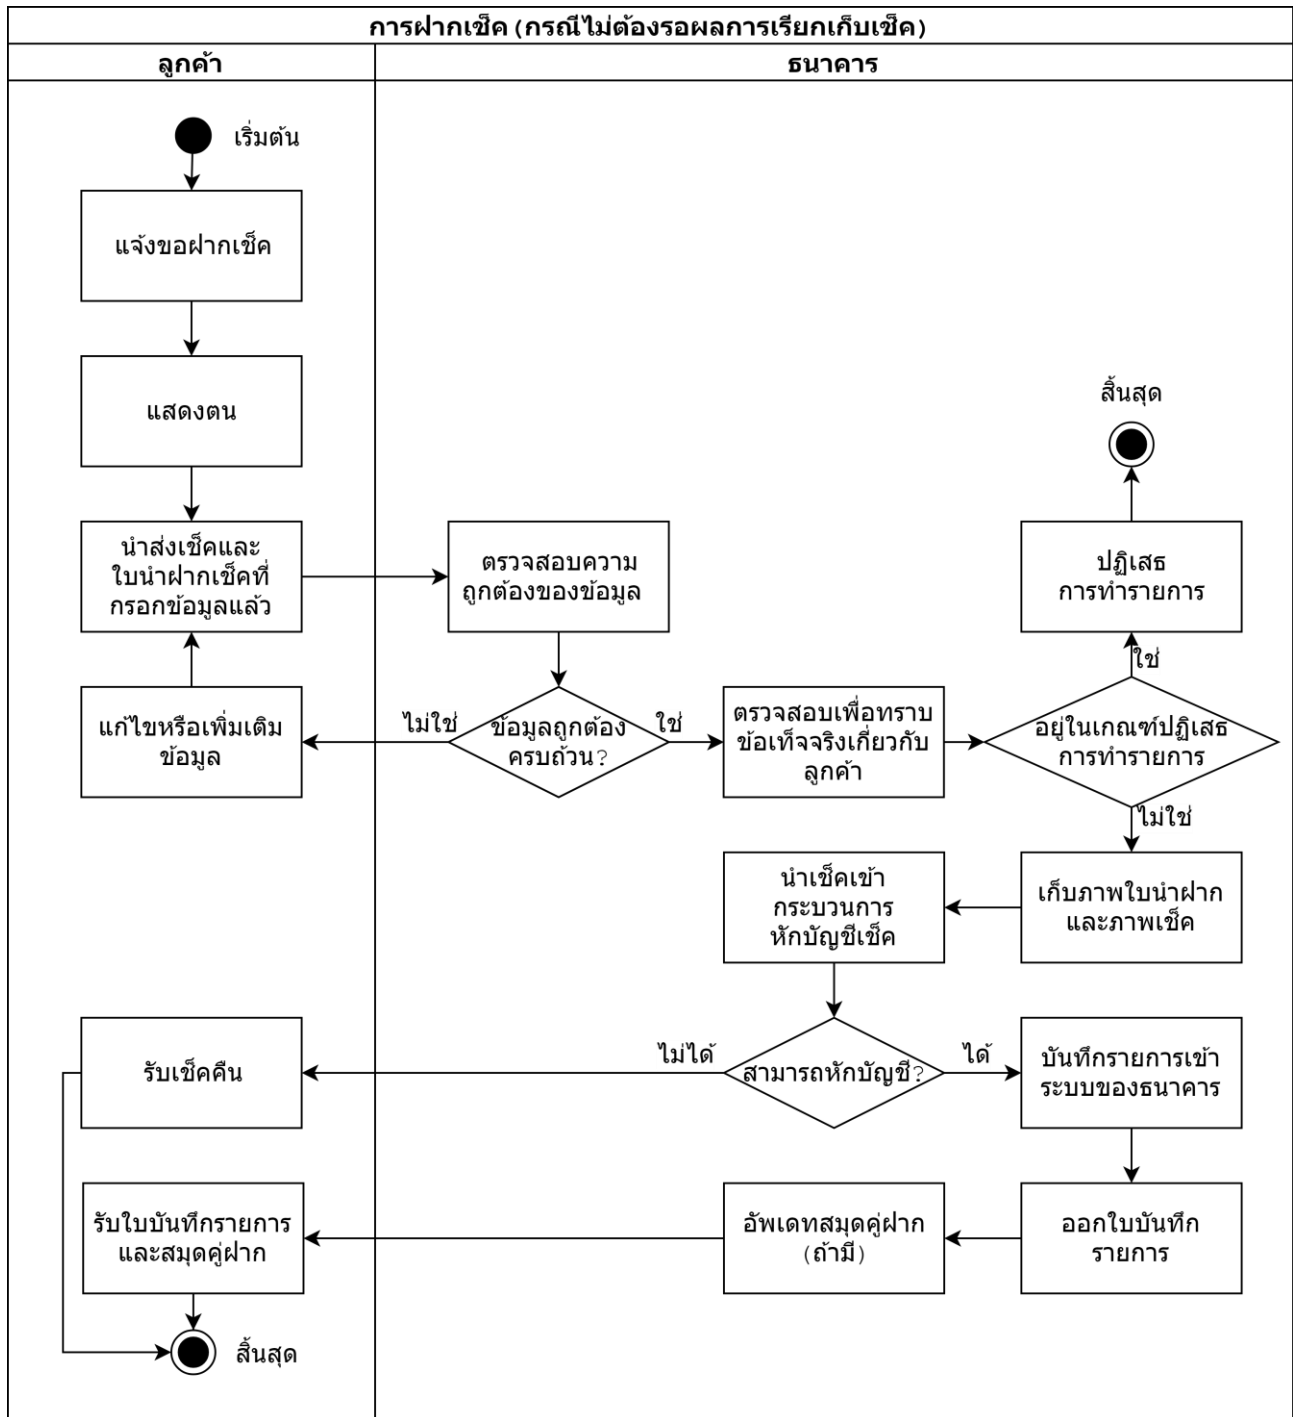 การฝากเช็ค (กรณีไม่ต้องรอผลการเรียกเก็บเช็ค)
ลูกค้า
ธนาคาร
เริ่มต้น
แจ้งขอฝากเช็ค
แสดงตน
นำส่งเช็คและ
ใบนำฝากเช็คที่
กรอกข้อมูลแล้ว
ตรวจสอบความ
ถูกต้องของข้อมูล
สิ้นสุด
ปฏิเสธ
การทำรายการ
ใช่
แก้ไขหรือเพิ่มเติม
ข้อมูล
ไม่ใช่
ข้อมูลถูกต้อง
ครบถ้วน?
ใช่
ตรวจสอบเพื่อทราบ
ข้อเท็จจริงเกี่ยวกับ
ลูกค้า
อยู่ในเกณฑ์ปฏิเสธ
การทำรายการ
ไม่ใช่
นำเช็คเข้า
กระบวนการ
หักบัญชีเช็ค
เก็บภาพใบนำฝาก
และภาพเช็ค
รับเช็คคืน
ไม่ได้
สามารถหักบัญชี?
ได้
บันทึกรายการเข้า
ระบบของธนาคาร
รับใบบันทึกรายการ
และสมุดคู่ฝาก
อัพเดทสมุดคู่ฝาก
(ถ้ามี)
ออกใบบันทึก
รายการ
สิ้นสุด